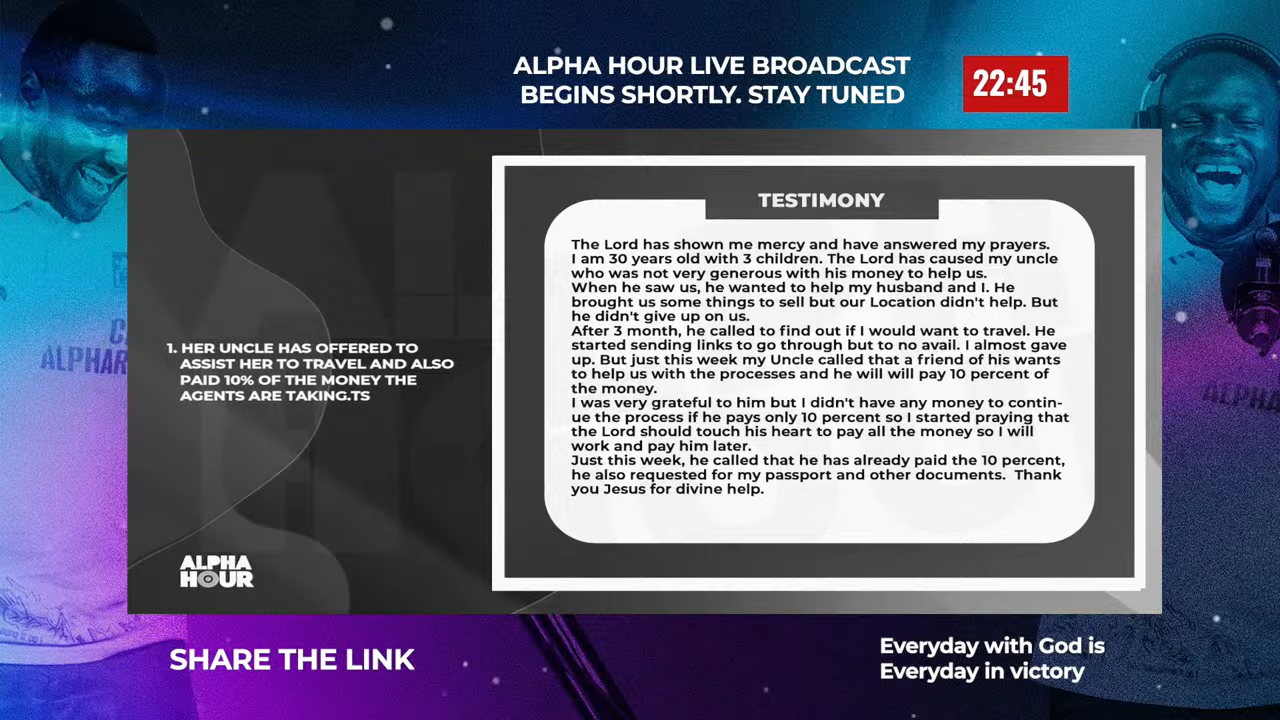 ALPHA HOUR LIVE BROADCAST
BEGINS SHORTLY. STAY TUNED
22:45
1. HER UNCLE HAS OFFERED TO
ASSIST HER TO TRAVEL AND ALSO
PAID 10% OF THE MONEY THE
AGENTS ARE TAKING.TS
TESTIMONY
The Lord has shown me mercy and have answered my prayers.
I am 30 years old with 3 children. The Lord has caused my uncle
who was not very generous with his money to help us.
When he saw us, he wanted to help my husband and I. He
brought us some things to sell but our Location didn't help. But
he didn't give up on us.
After 3 month, he called to find out if I would want to travel. He
started sending links to go through but to no avail. I almost gave
up. But just this week my Uncle called that a friend of his wants
to help us with the processes and he will will pay 10 percent of
the money.
I was very grateful to him but I didn't have any money to contin-
ue the process if he pays only 10 percent so I started praying that
the Lord should touch his heart to pay all the money so I will
work and pay him later.
Just this week, he called that he has already paid the 10 percent,
he also requested for my passport and other documents.  Thank
you Jesus for divine help.
ALPHA
HOUR
SHARE THE LINK
Everyday with God is
Everyday in victory